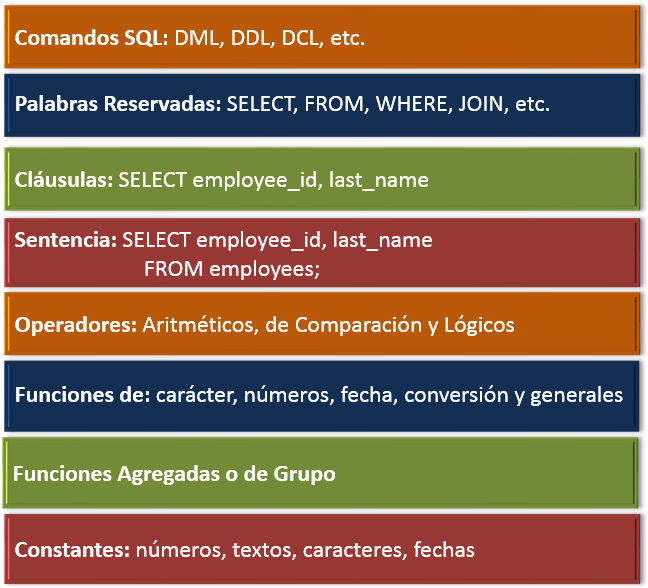 Comandos SQL: DML, DDL, DCL, etc.
Palabras Reservadas: SELECT, FROM, WHERE, JOIN, etc.
Cláusulas: SELECT employee_id, last_name
Sentencia: SELECT employee_id, last_name
FROM employees;
Operadores: Aritméticos, de Comparación y Lógicos
Funciones de: carácter, números, fecha, conversión y generales
Funciones Agregadas o de Grupo
Constantes: números, textos, caracteres, fechas